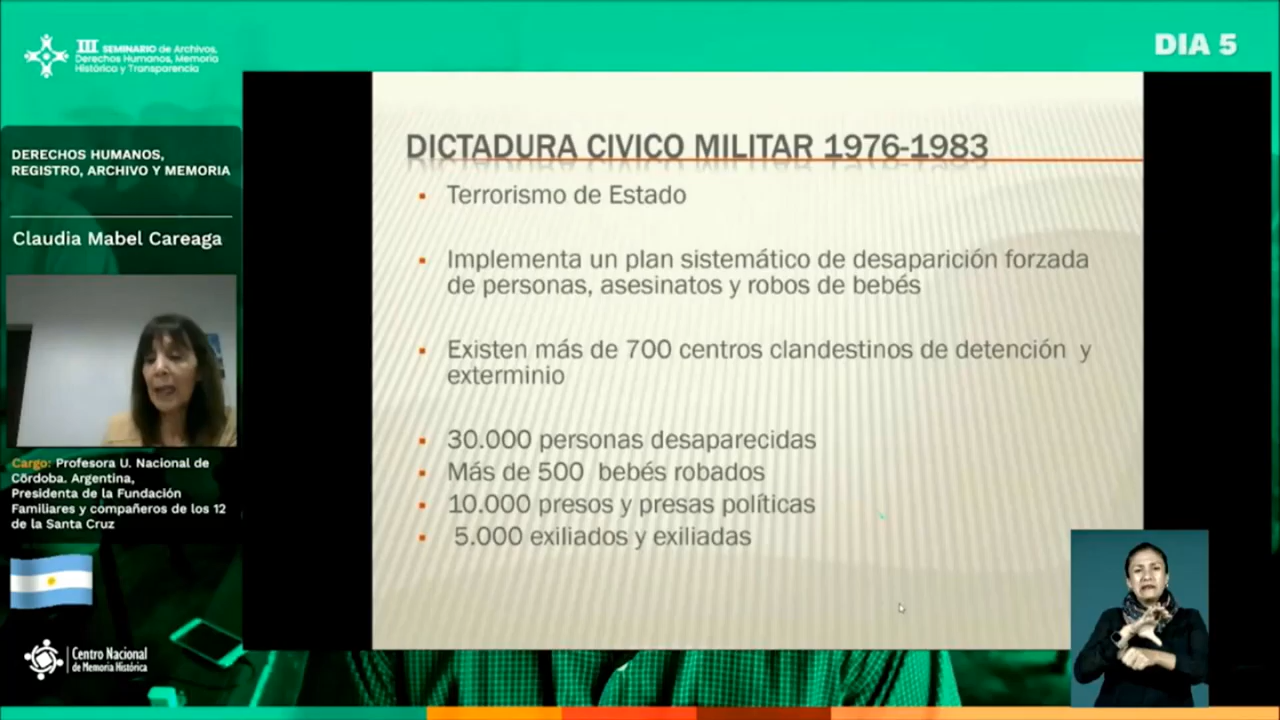 III SEMINARIO de Archivos,
Derechos Humanos, Memoria
Histórica y Transparencia
DIA 5
DERECHOS HUMANOS,
REGISTRO, ARCHIVO Y MEMORIA
Claudia Mabel Careaga
Cargo: Profesora U. Nacional de
Córdoba. Argentina,
Presidenta de la Fundación
Familiares y compañeros de los 12
de la Santa Cruz
Centro Nacional
de Memoria Histórica
DICTADURA CIVICO MILITAR 1976-1983
▪ Terrorismo de Estado
▪ Implementa un plan sistemático de desaparición forzada
de personas, asesinatos y robos de bebés
▪ Existen más de 700 centros clandestinos de detención y
exterminio
▪ 30.000 personas desaparecidas
▪ Más de 500 bebés robados
▪ 10.000 presos y presas políticas
▪ 5.000 exiliados y exiliadas